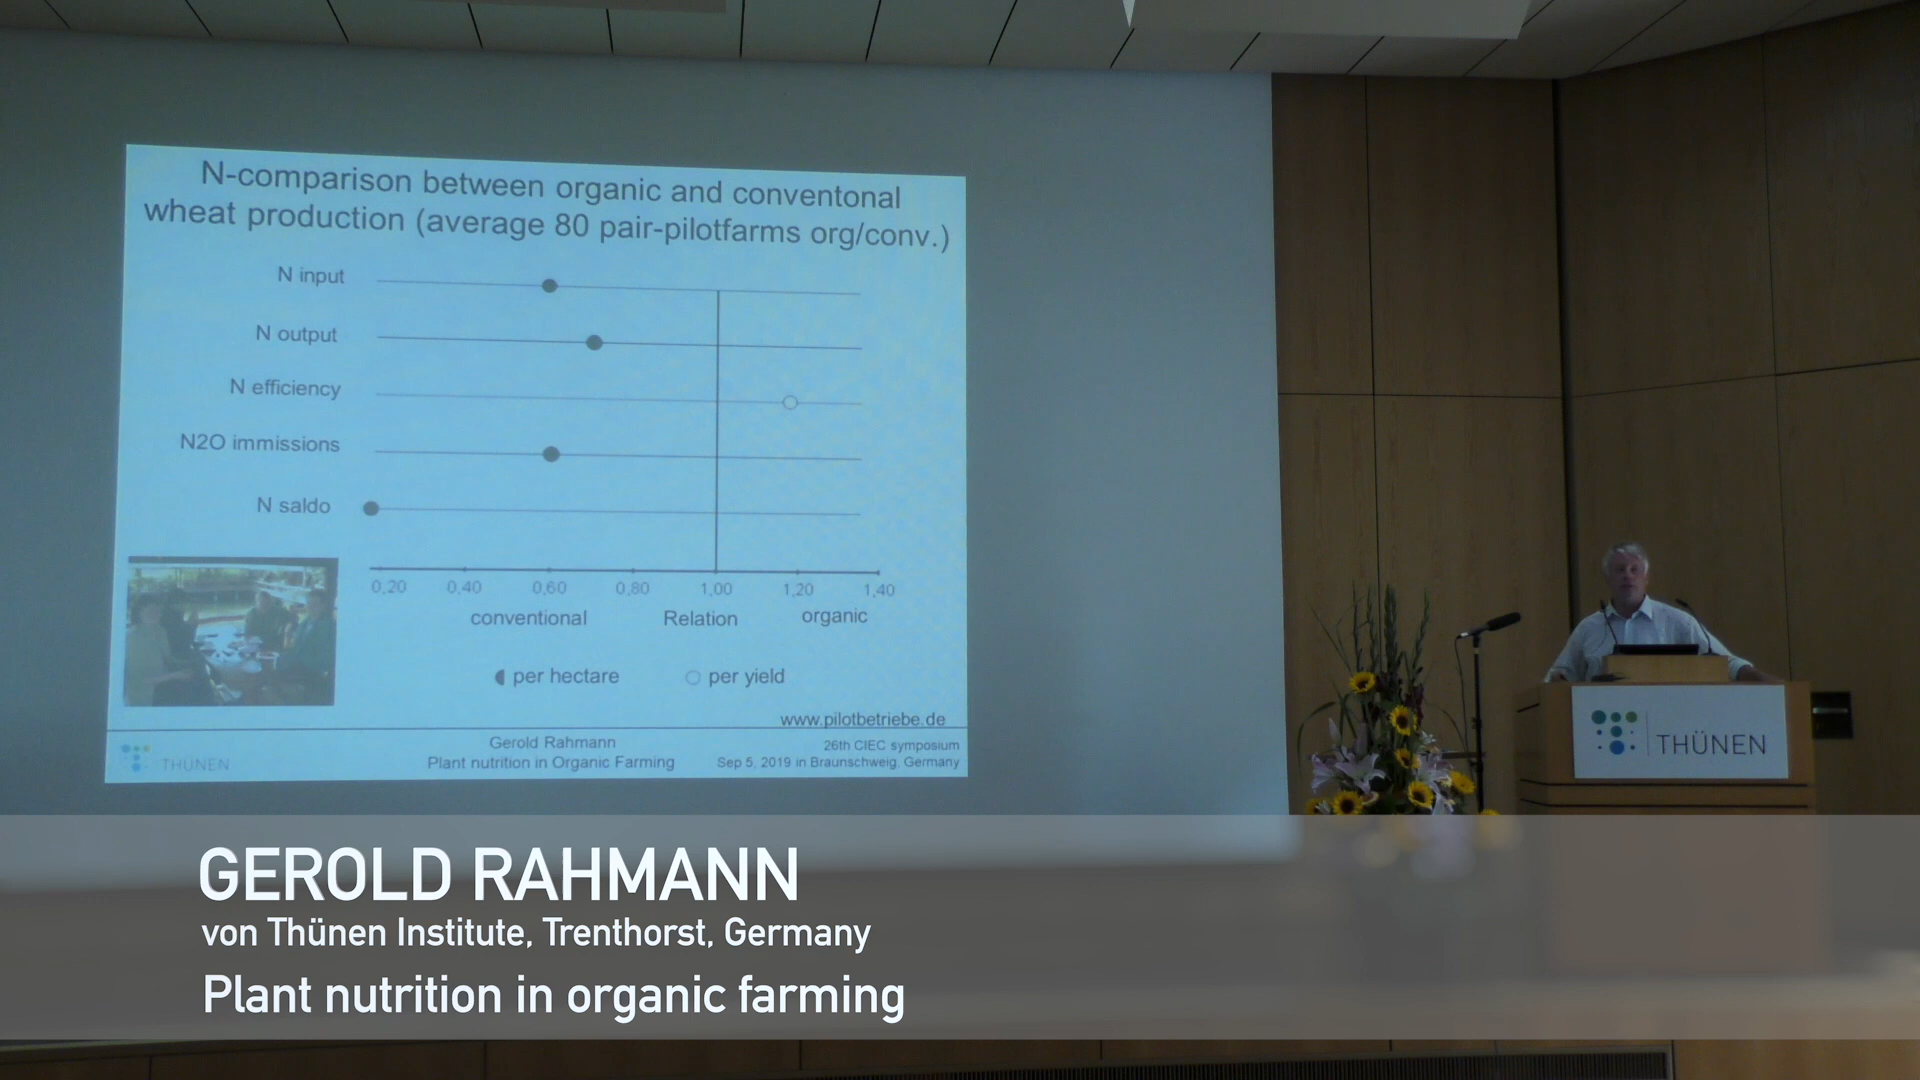 N-comparison between organic and conventonal
wheat production (average 80 pair-pilotfarms org/conv.)
N input
N output
N efficiency
N2O immissions
N saldo
0,20 0,40 0,60 0,80 1,00 1,20 1,40
conventional Relation organic
per hectare per yield
www.pilotbetriebe.de
THÜNEN
Gerold Rahmann
Plant nutrition in Organic Farming
26th CIEC symposium
Sep 5, 2019 in Braunschweig, Germany
THÜNEN
GEROLD RAHMANN
von Thünen Institute, Trenthorst, Germany
Plant nutrition in organic farming